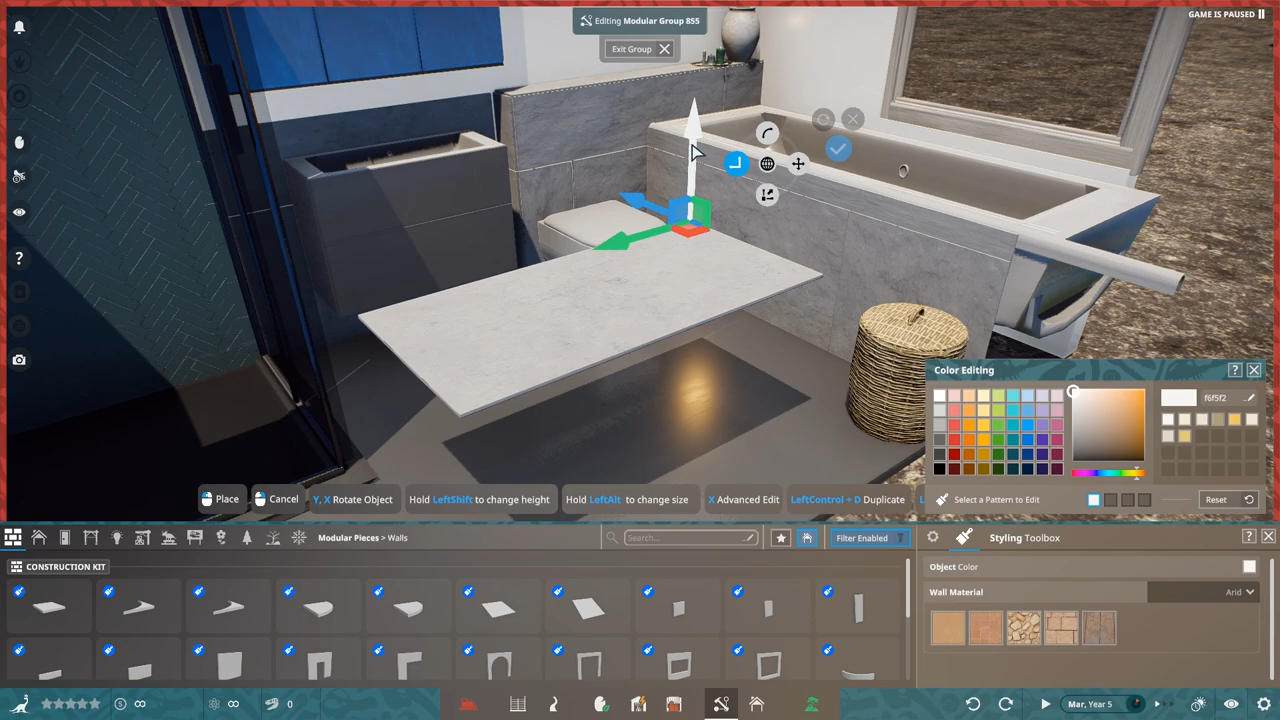 Editing Modular Group 855
GAME IS PAUSED
Exit Group
Color Editing
?
f6f5f2
Place
Cancel
Y, X Rotate Object
Hold LeftShift to change height
Hold LeftAlt to change size
X Advanced Edit
LeftControl + D Duplicate
L
Select a Pattern to Edit
Reset
?
Modular Pieces > Walls
Search...
Filter Enabled
Styling Toolbox
?
CONSTRUCTION KIT
Object Color
Wall Material
Arid
∞
∞
0
Mar, Year 5